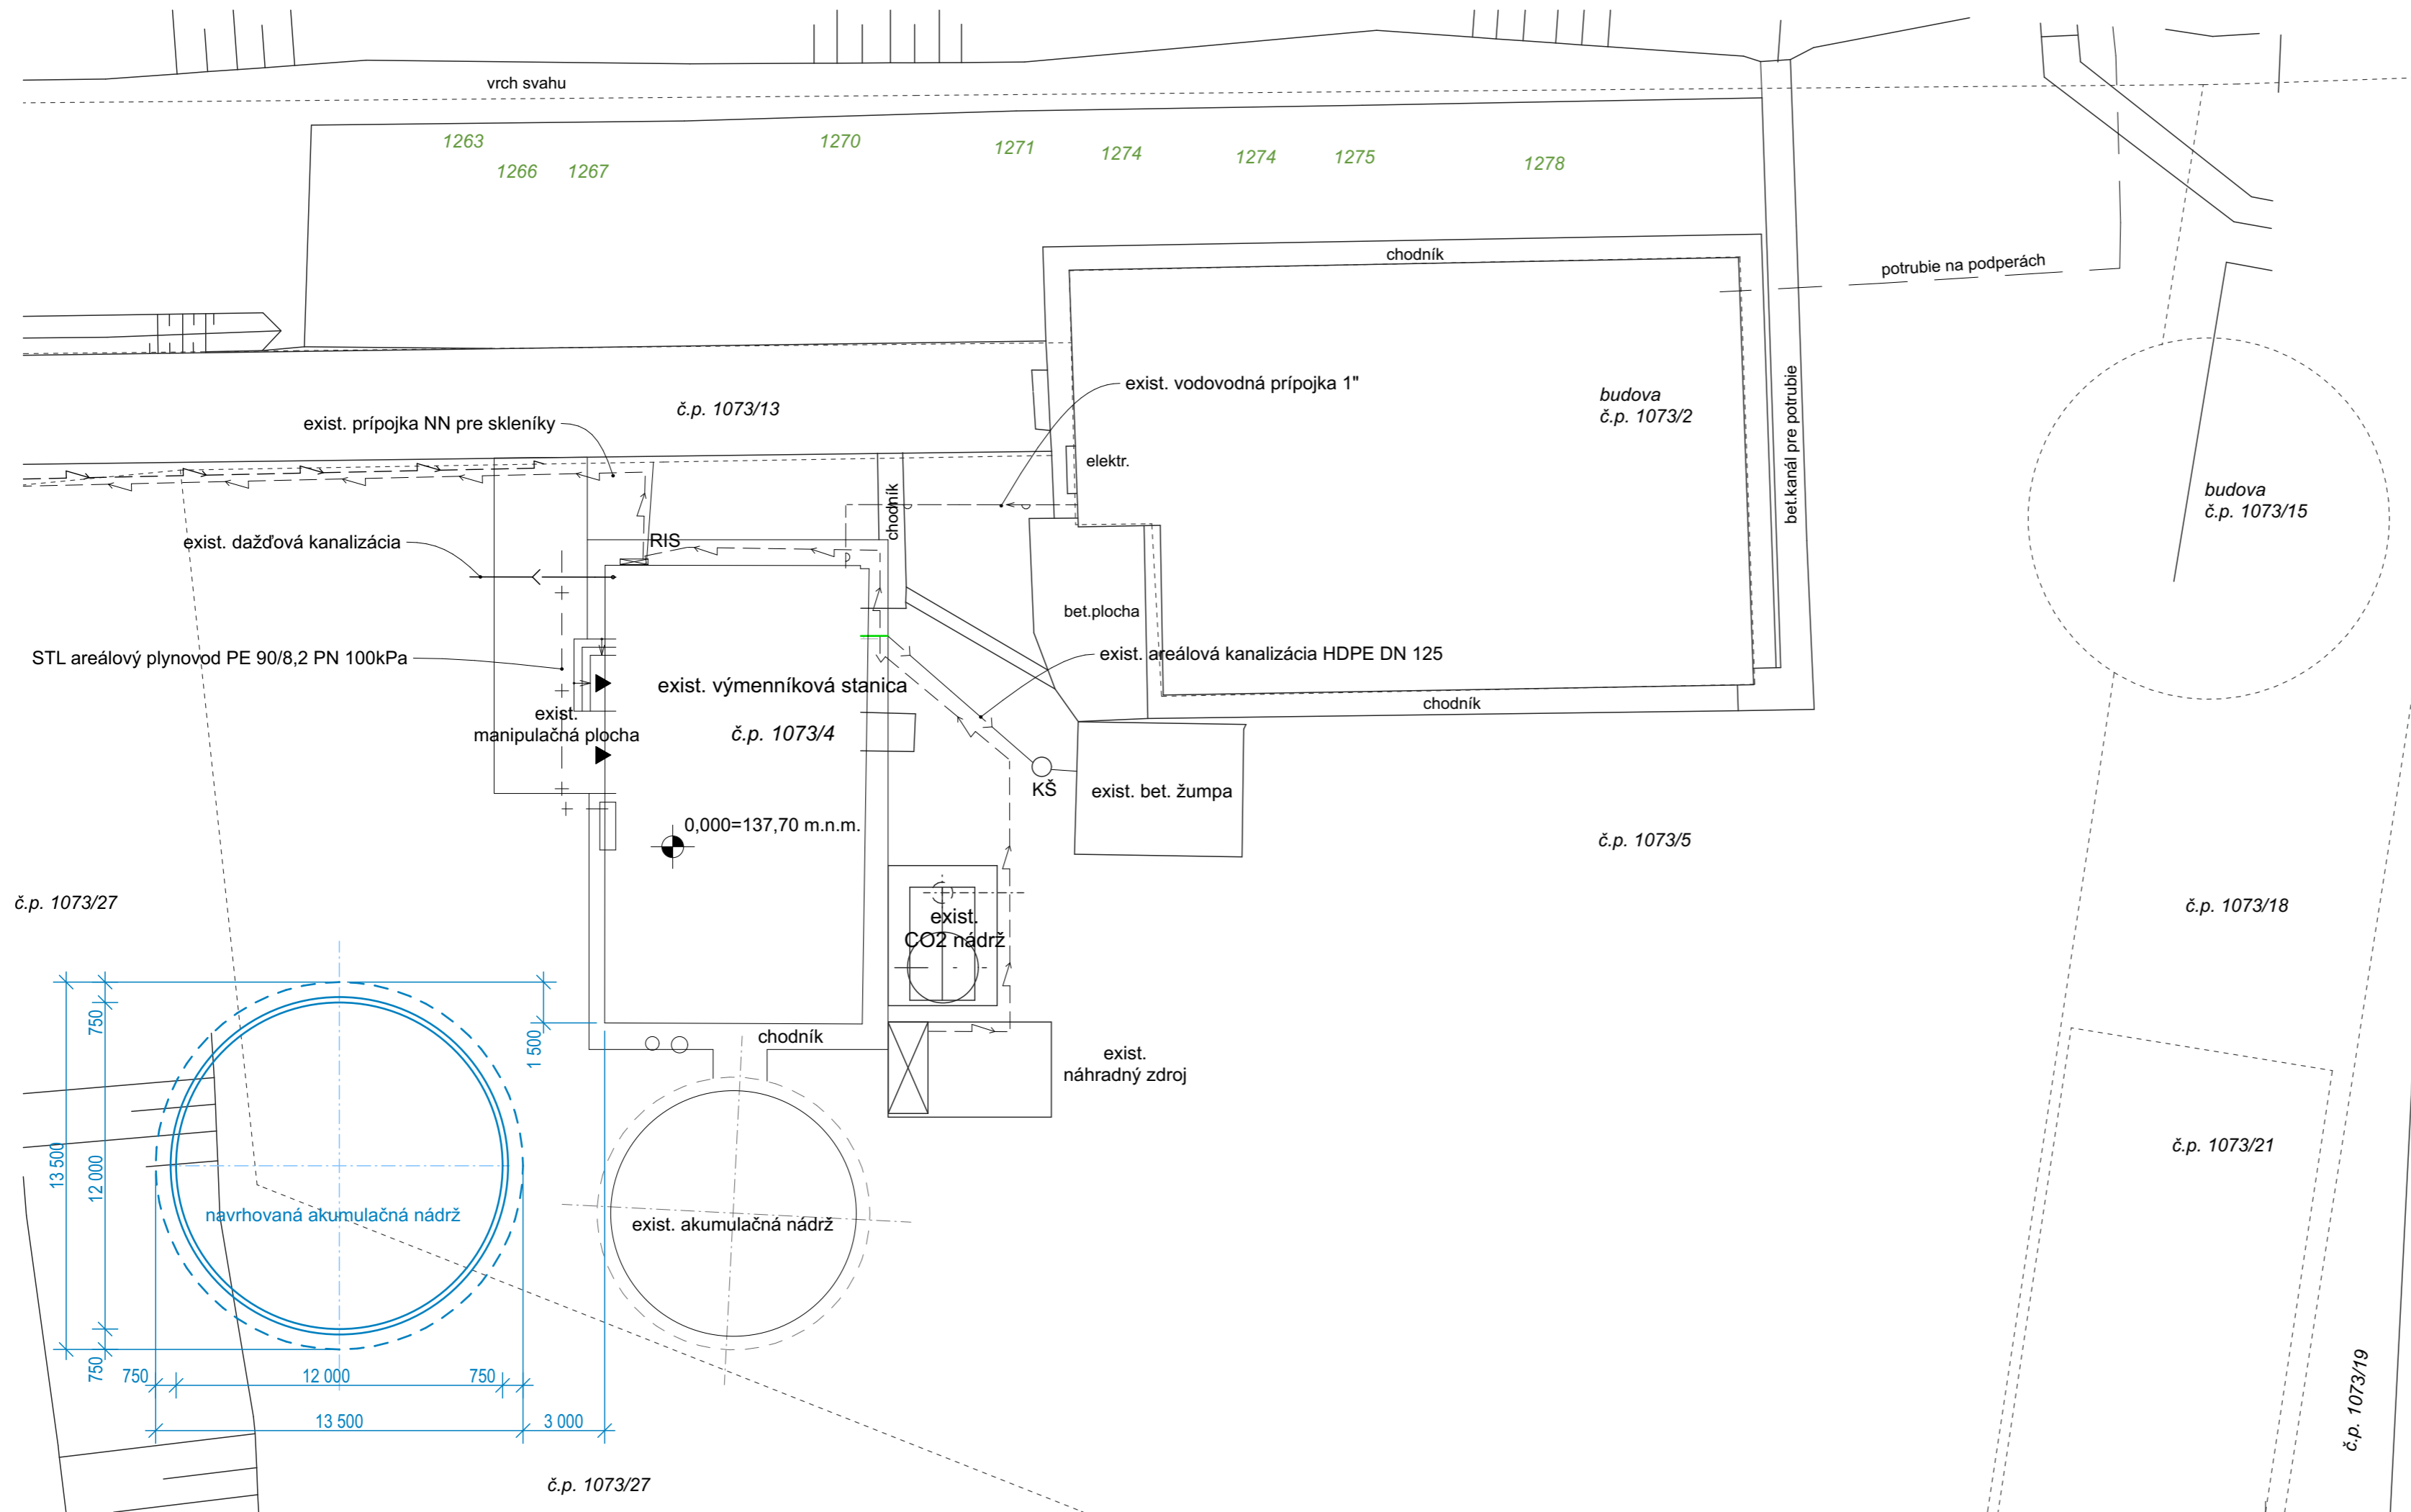 vrch svahu
1263
1270
1271
1274
1274
1275
1278
1266
1267
chodník
potrubie na podperách
exist. vodovodná prípojka 1"
budova
č.p. 1073/2
č.p. 1073/13
exist. prípojka NN pre skleníky
bet.kanál pre potrubie
elektr.
chodník
budova
č.p. 1073/15
exist. dažďová kanalizácia
RIS
bet.plocha
STL areálový plynovod PE 90/8,2 PN 100kPa
exist. areálová kanalizácia HDPE DN 125
exist. výmenníková stanica
č.p. 1073/4
exist.
manipulačná plocha
chodník
KŠ
exist. bet. žumpa
0,000=137,70 m.n.m.
č.p. 1073/5
č.p. 1073/27
exist.
CO2 nádrž
č.p. 1073/18
750
1 500
chodník
exist.
náhradný zdroj
13 500
12 000
č.p. 1073/21
navrhovaná akumulačná nádrž
exist. akumulačná nádrž
750
750
12 000
750
13 500
3 000
č.p. 1073/19
č.p. 1073/27